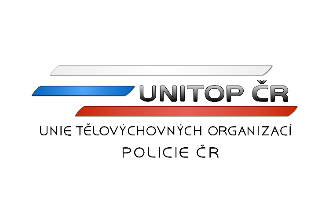 UNITOP ČR
UNIE TĚLOVÝCHOVNÝCH ORGANIZACÍ
POLICIE ČR